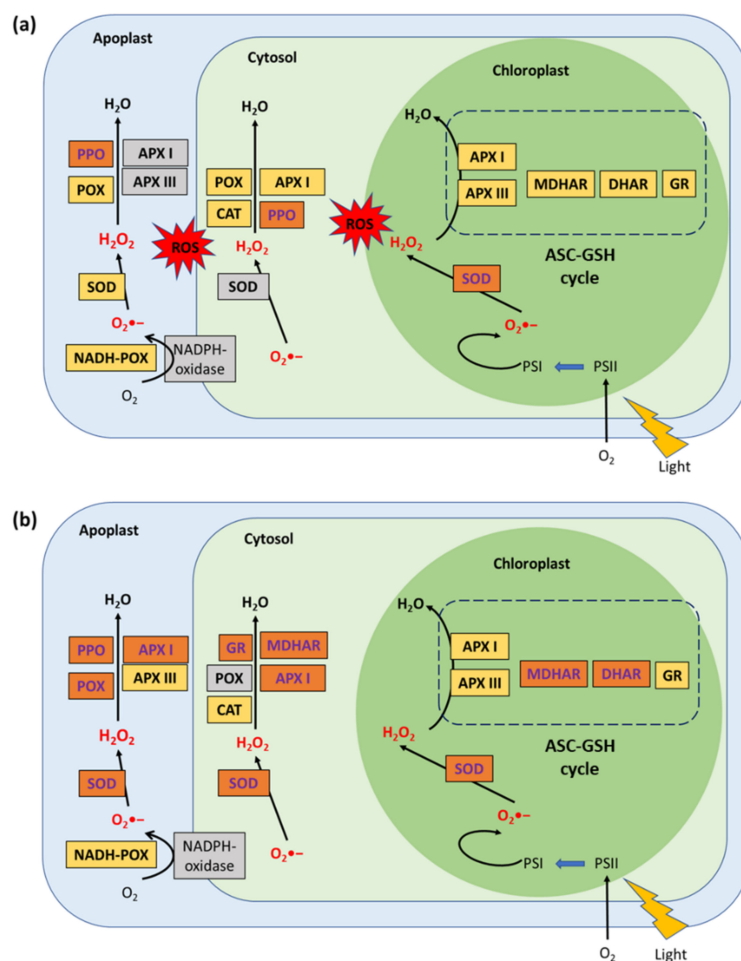 (a)
Apoplast
Cytosol
Chloroplast
H₂O
H₂O
H₂O
PPO
APX I
POX
APX III
POX
APX I
CAT
PPO
APX I
APX III
MDHAR
DHAR
GR
H₂O₂
ROS
H₂O₂
ROS
H₂O₂
ASC-GSH
cycle
SOD
SOD
SOD
O₂•–
O₂•–
O₂•–
NADH-POX
NADPH-
oxidase
O₂
PSI
PSII
O₂
Light
(b)
Apoplast
Cytosol
Chloroplast
H₂O
H₂O
H₂O
PPO
APX I
POX
APX III
GR
MDHAR
POX
APX I
CAT
APX I
APX III
MDHAR
DHAR
GR
H₂O₂
H₂O₂
H₂O₂
ASC-GSH
cycle
SOD
SOD
SOD
O₂•–
O₂•–
O₂•–
NADH-POX
NADPH-
oxidase
O₂
PSI
PSII
O₂
Light